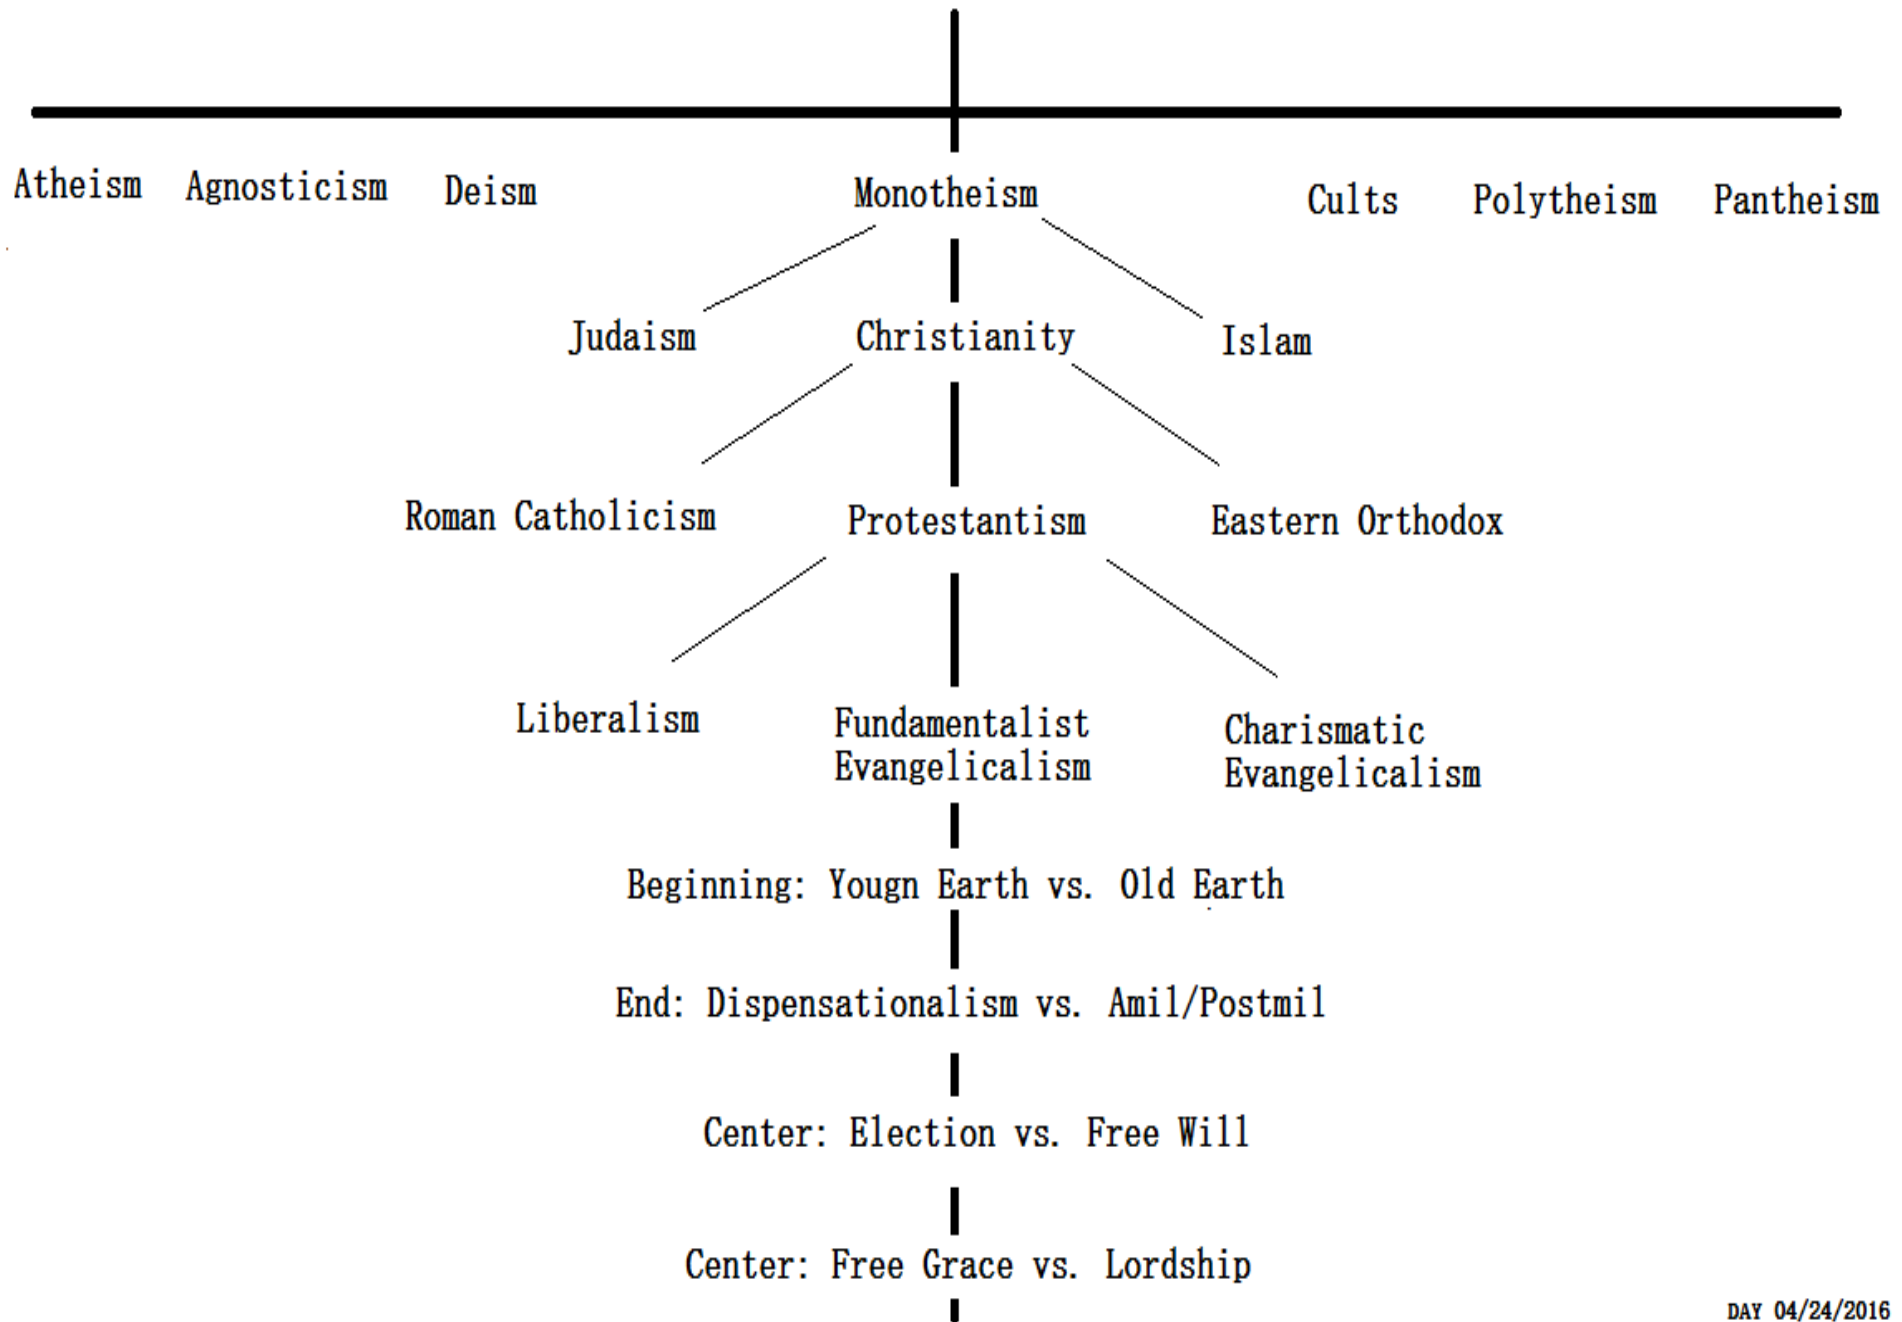 Atheism Agnosticism Deism Monotheism Cults Polytheism Pantheism
Judaism Christianity Islam
Roman Catholicism Protestantism Eastern Orthodox
Liberalism
Fundamentalist
Evangelicalism
Charismatic
Evangelicalism
Beginning: Yougn Earth vs. Old Earth
End: Dispensationalism vs. Amil/Postmil
Center: Election vs. Free Will
Center: Free Grace vs. Lordship
DAY 04/24/2016